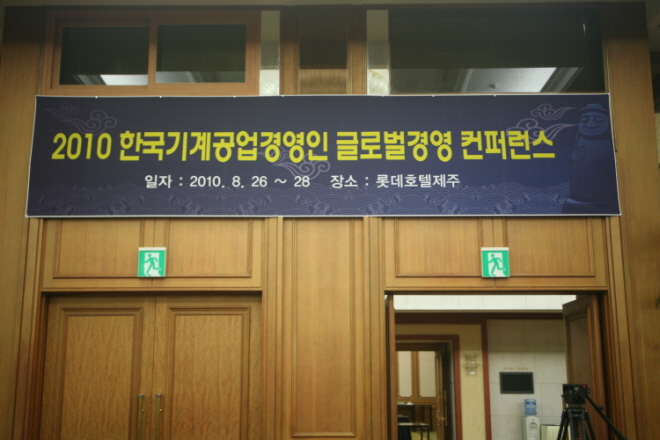 2010 한국기계공업경영인 글로벌경영 컨퍼런스
일자 : 2010. 8. 26 ~ 28 장소 : 롯데호텔제주